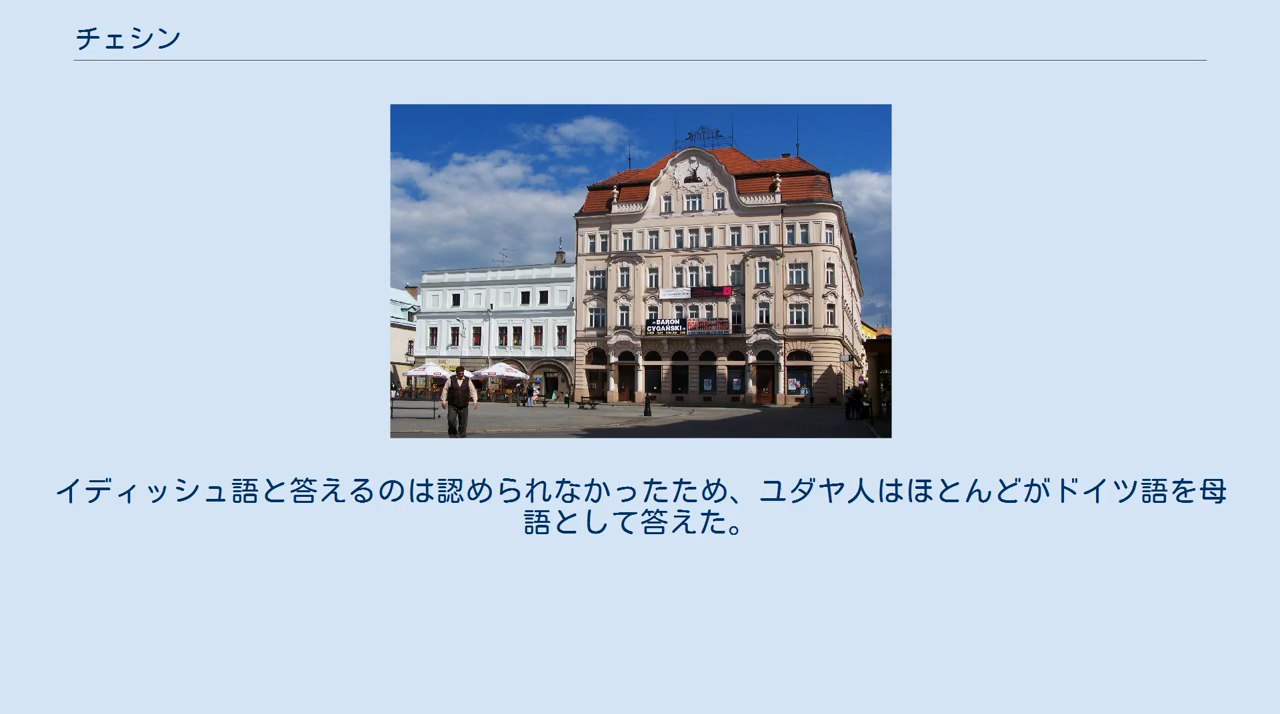 チェシン
HOTEL
BARON
CYGAŃSKI
イディッシュ語と答えるのは認められなかったため、ユダヤ人はほとんどがドイツ語を母
語として答えた。